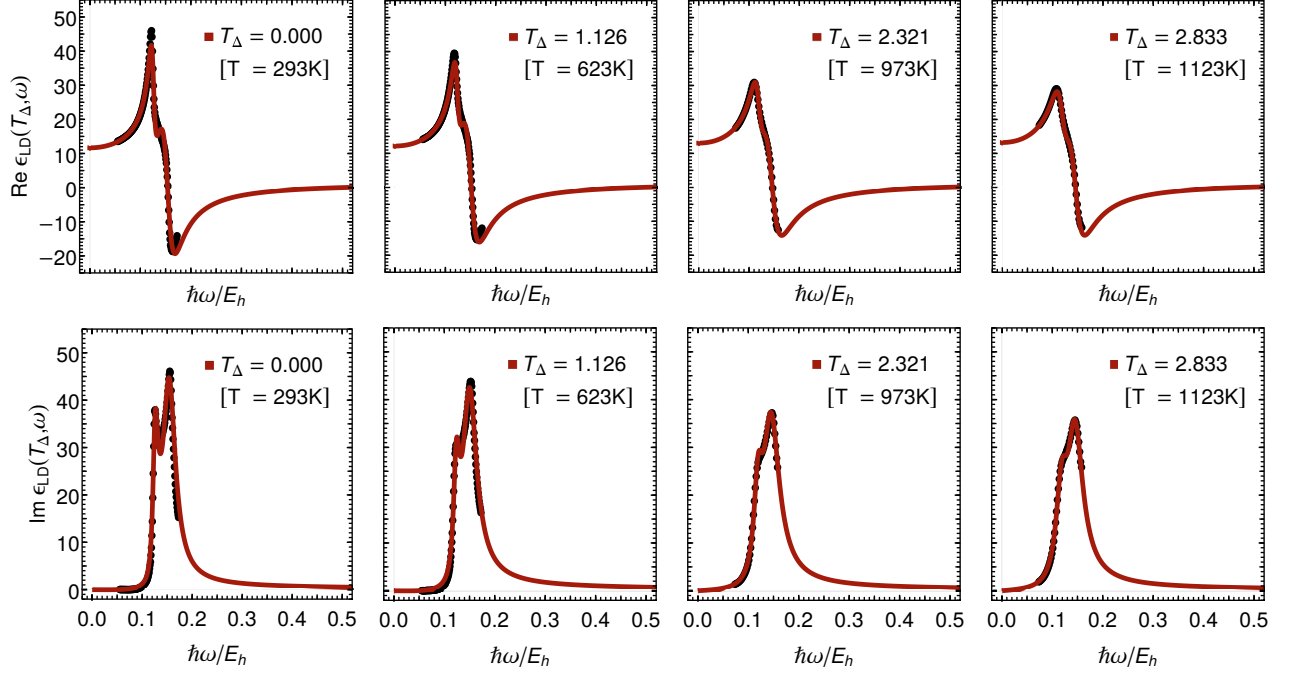 50
40
30
20
10
0
−10
−20
Re ϵLD(TΔ,ω)
TΔ = 0.000
[T = 293K]
TΔ = 1.126
[T = 623K]
TΔ = 2.321
[T = 973K]
TΔ = 2.833
[T = 1123K]
ℏω/Eh
ℏω/Eh
ℏω/Eh
ℏω/Eh
50
40
30
20
10
0
Im ϵLD(TΔ,ω)
TΔ = 0.000
[T = 293K]
TΔ = 1.126
[T = 623K]
TΔ = 2.321
[T = 973K]
TΔ = 2.833
[T = 1123K]
0.0 0.1 0.2 0.3 0.4 0.5
0.0 0.1 0.2 0.3 0.4 0.5
0.0 0.1 0.2 0.3 0.4 0.5
0.0 0.1 0.2 0.3 0.4 0.5
ℏω/Eh
ℏω/Eh
ℏω/Eh
ℏω/Eh